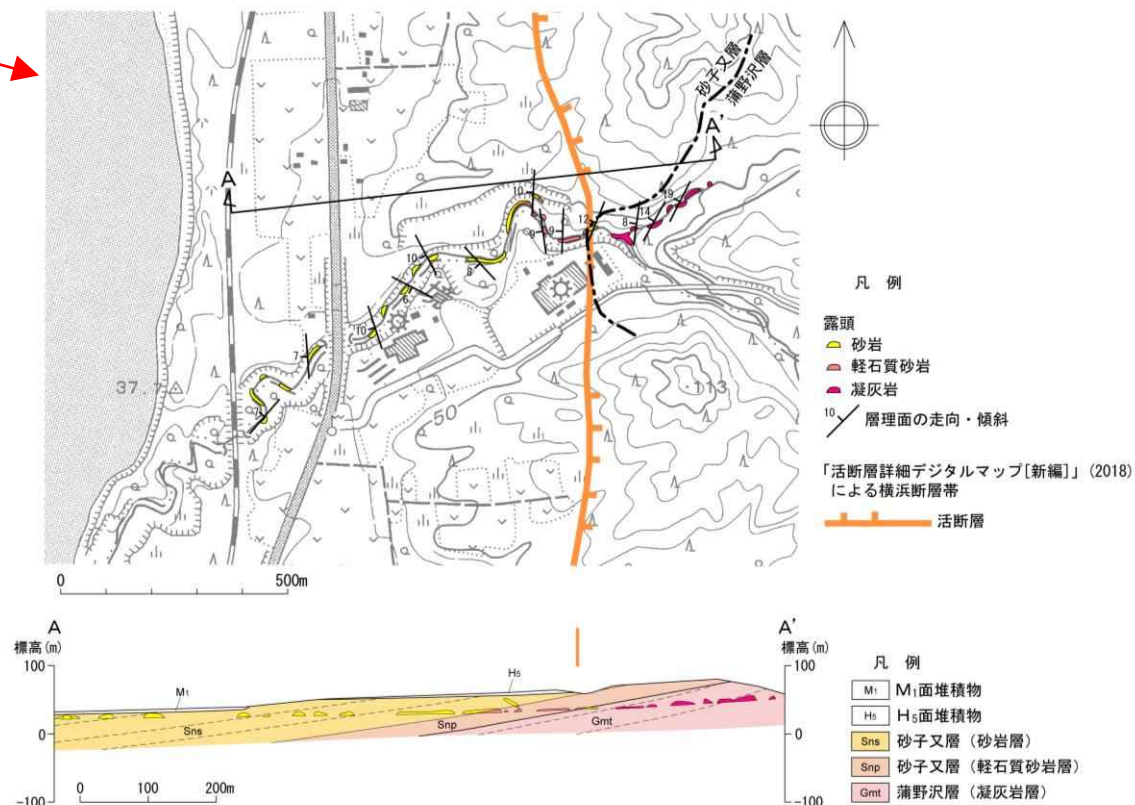 砂子又層
蒲野沢層
A'
A
10
19
12
14
8
9
9
10
8
6
10
7
7
37.7
50
113
0 500m
凡 例
露頭
砂岩
軽石質砂岩
凝灰岩
10 層理面の走向・傾斜
「活断層詳細デジタルマップ[新編]」(2018)
による横浜断層帯
活断層
A A'
標高(m) 標高(m)
100 100
M1
H5
0 0
Sns
Snp
Gmt
-100 -100
0 100 200m
凡 例
M1 M1面堆積物
H5 H5面堆積物
Sns 砂子又層(砂岩層)
Snp 砂子又層(軽石質砂岩層)
Gmt 蒲野沢層(凝灰岩層)